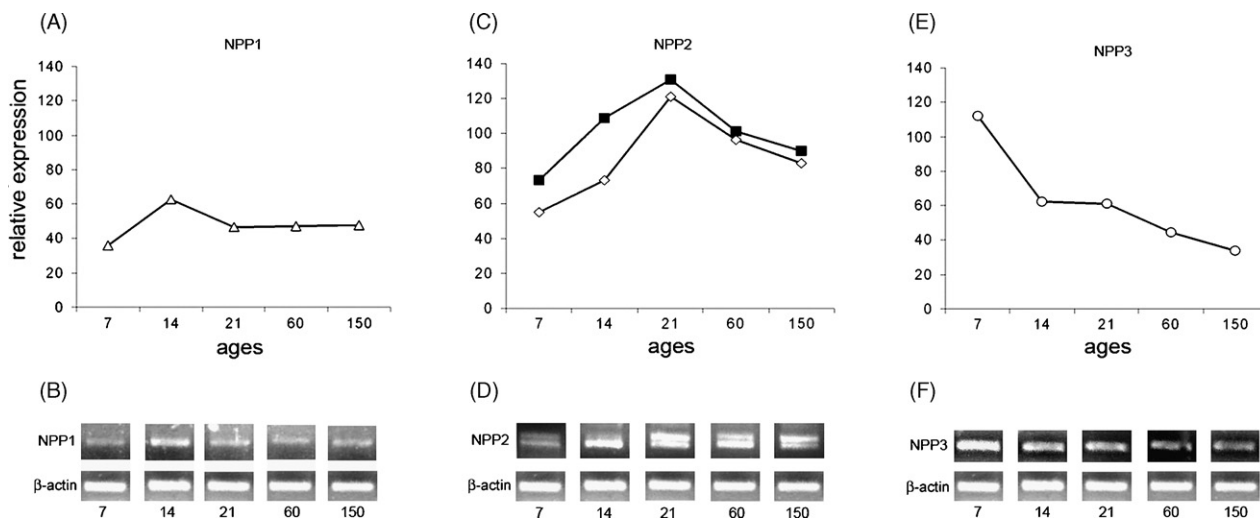 (A)
NPP1
relative expression
140
120
100
80
60
40
20
0
7 14 21 60 150
ages
(B)
NPP1
β-actin
7 14 21 60 150
(C)
NPP2
140
120
100
80
60
40
20
0
7 14 21 60 150
ages
(D)
NPP2
β-actin
7 14 21 60 150
(E)
NPP3
140
120
100
80
60
40
20
0
7 14 21 60 150
ages
(F)
NPP3
β-actin
7 14 21 60 150